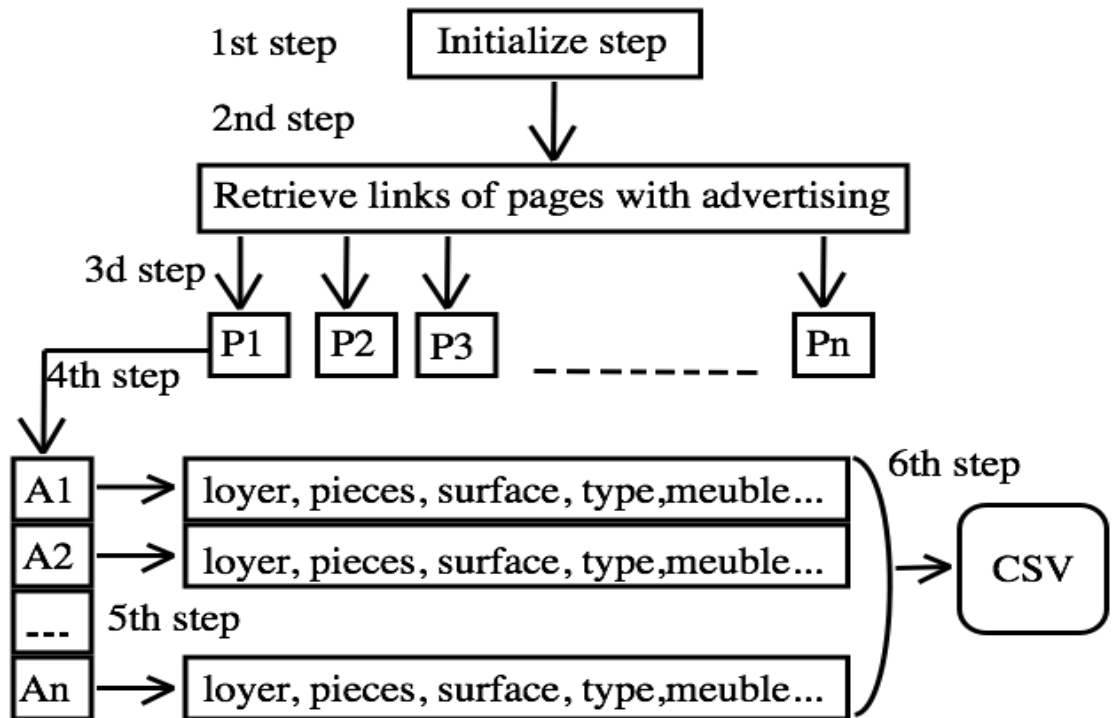 1st step
Initialize step
2nd step
Retrieve links of pages with advertising
3d step
P1 P2 P3 Pn
4th step
6th step
A1 loyer, pieces, surface, type,meuble...
A2 loyer, pieces, surface, type,meuble...
CSV
--- 5th step
An loyer, pieces, surface, type,meuble...